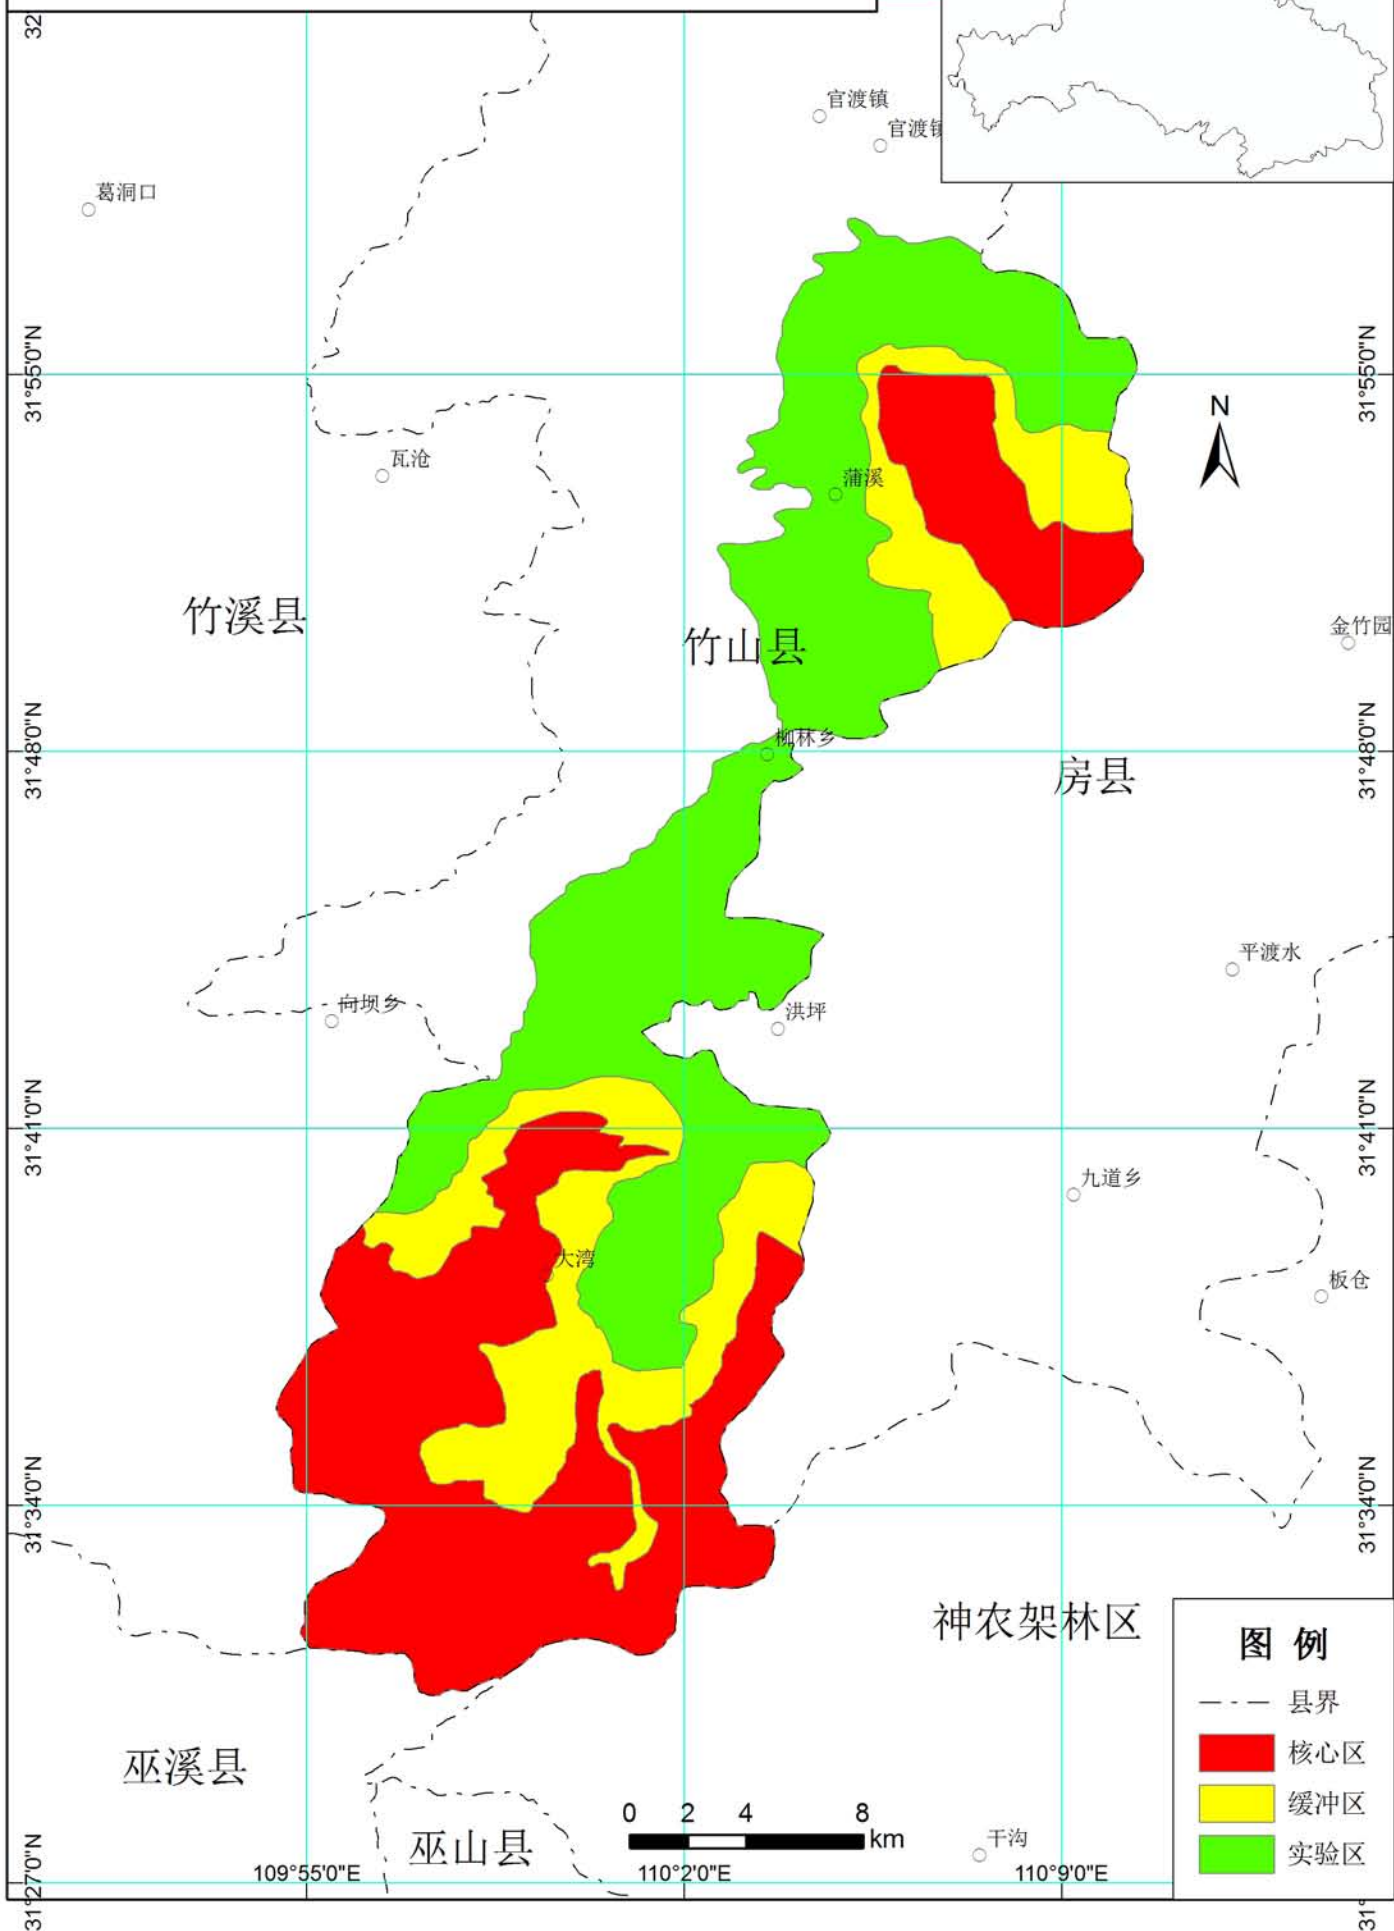 32
官渡镇
官渡镇
葛洞口
31°55'0"N
31°55'0"N
N
瓦沧
蒲溪
竹溪县
竹山县
金竹园
31°48'0"N
31°48'0"N
柳林乡
房县
平渡水
向坝乡
洪坪
31°41'0"N
31°41'0"N
九道乡
大湾
板仓
31°34'0"N
31°34'0"N
神农架林区
图 例
县界
核心区
缓冲区
实验区
巫溪县
巫山县
0 2 4 8
km
干沟
109°55'0"E
110°2'0"E
110°9'0"E
31°27'0"N
31°